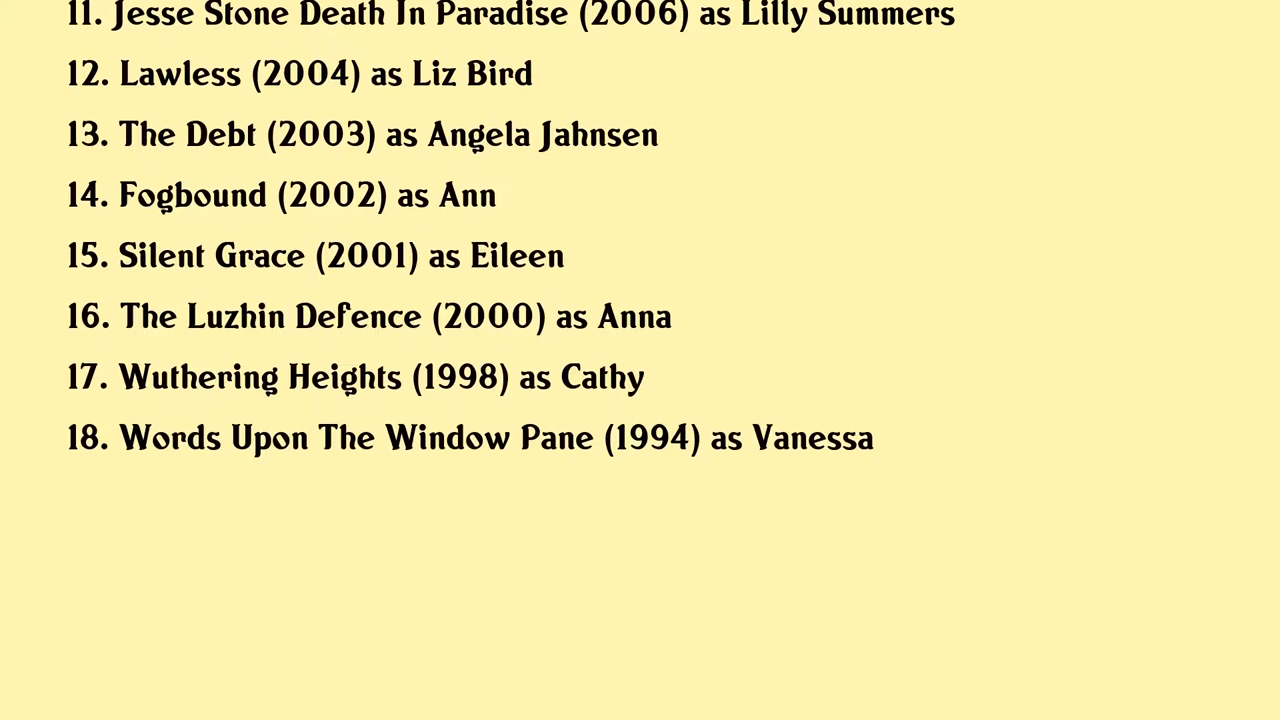 11. Jesse Stone Death In Paradise (2006) as Lilly Summers
12. Lawless (2004) as Liz Bird
13. The Debt (2003) as Angela Jahnsen
14. Fogbound (2002) as Ann
15. Silent Grace (2001) as Eileen
16. The Luzhin Defence (2000) as Anna
17. Wuthering Heights (1998) as Cathy
18. Words Upon The Window Pane (1994) as Vanessa